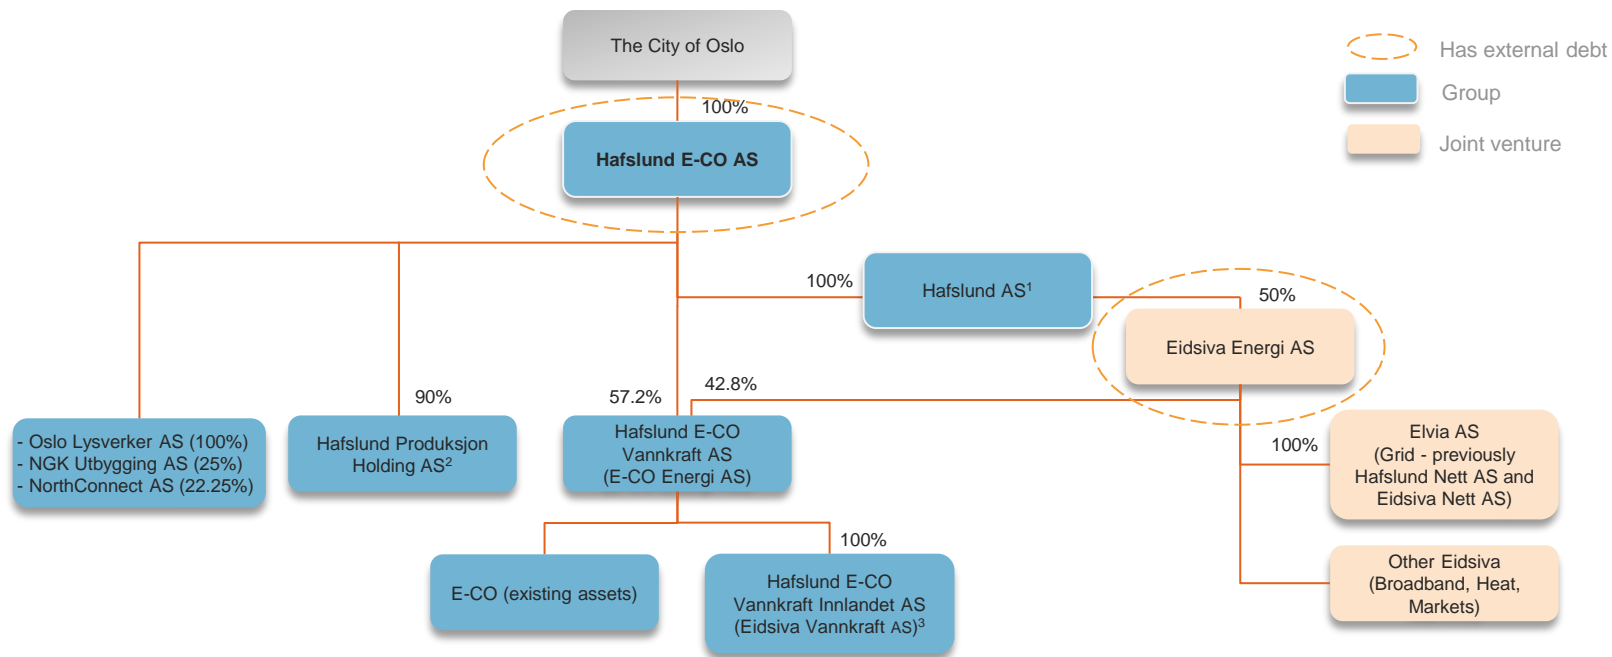 The City of Oslo
Has external debt
Group
Joint venture
100%
Hafslund E-CO AS
100%
Hafslund AS¹
50%
Eidsiva Energi AS
90%
57.2%
42.8%
- Oslo Lysverker AS (100%)
- NGK Utbygging AS (25%)
- NorthConnect AS (22.25%)
Hafslund Produksjon
Holding AS²
Hafslund E-CO
Vannkraft AS
(E-CO Energi AS)
100%
Elvia AS
(Grid - previously
Hafslund Nett AS and
Eidsiva Nett AS)
100%
E-CO (existing assets)
Hafslund E-CO
Vannkraft Innlandet AS
(Eidsiva Vannkraft AS)³
Other Eidsiva
(Broadband, Heat,
Markets)